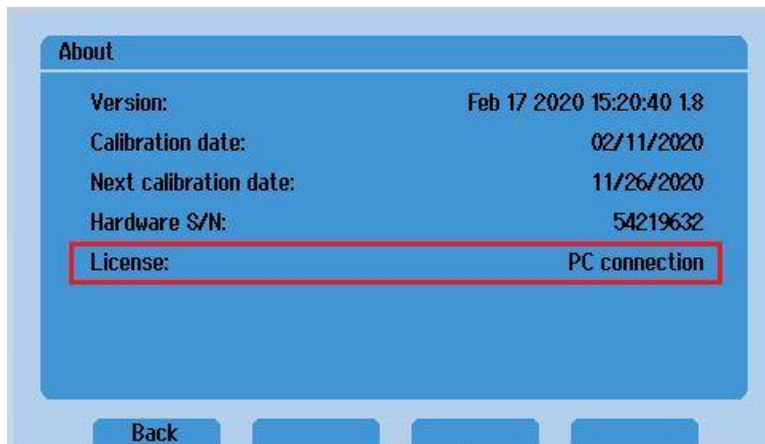 About
Version: Feb 17 2020 15:20:40 1.8
Calibration date: 02/11/2020
Next calibration date: 11/26/2020
Hardware S/N: 54219632
License: PC connection
Back